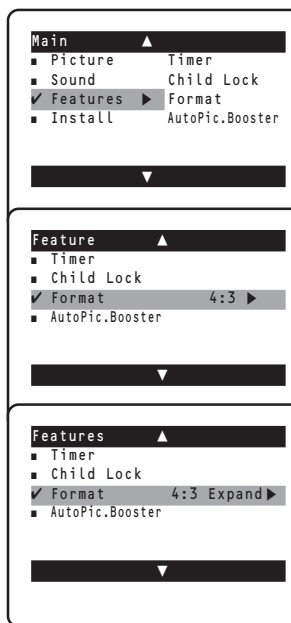 Main ▲
■ Picture Timer
■ Sound Child Lock
✔ Features ▶ Format
■ Install AutoPic.Booster
▼
Feature ▲
■ Timer
■ Child Lock
✔ Format 4:3 ▶
■ AutoPic.Booster
▼
Features ▲
■ Timer
■ Child Lock
✔ Format 4:3 Expand▶
■ AutoPic.Booster
▼